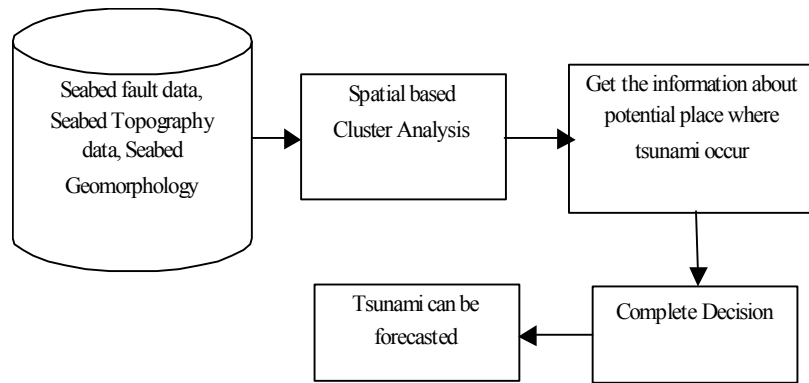 Seabed fault data,
Seabed Topography
data, Seabed
Geomorphology
Spatial based
Cluster Analysis
Get the information about
potential place where
tsunami occur
Complete Decision
Tsunami can be
forecasted